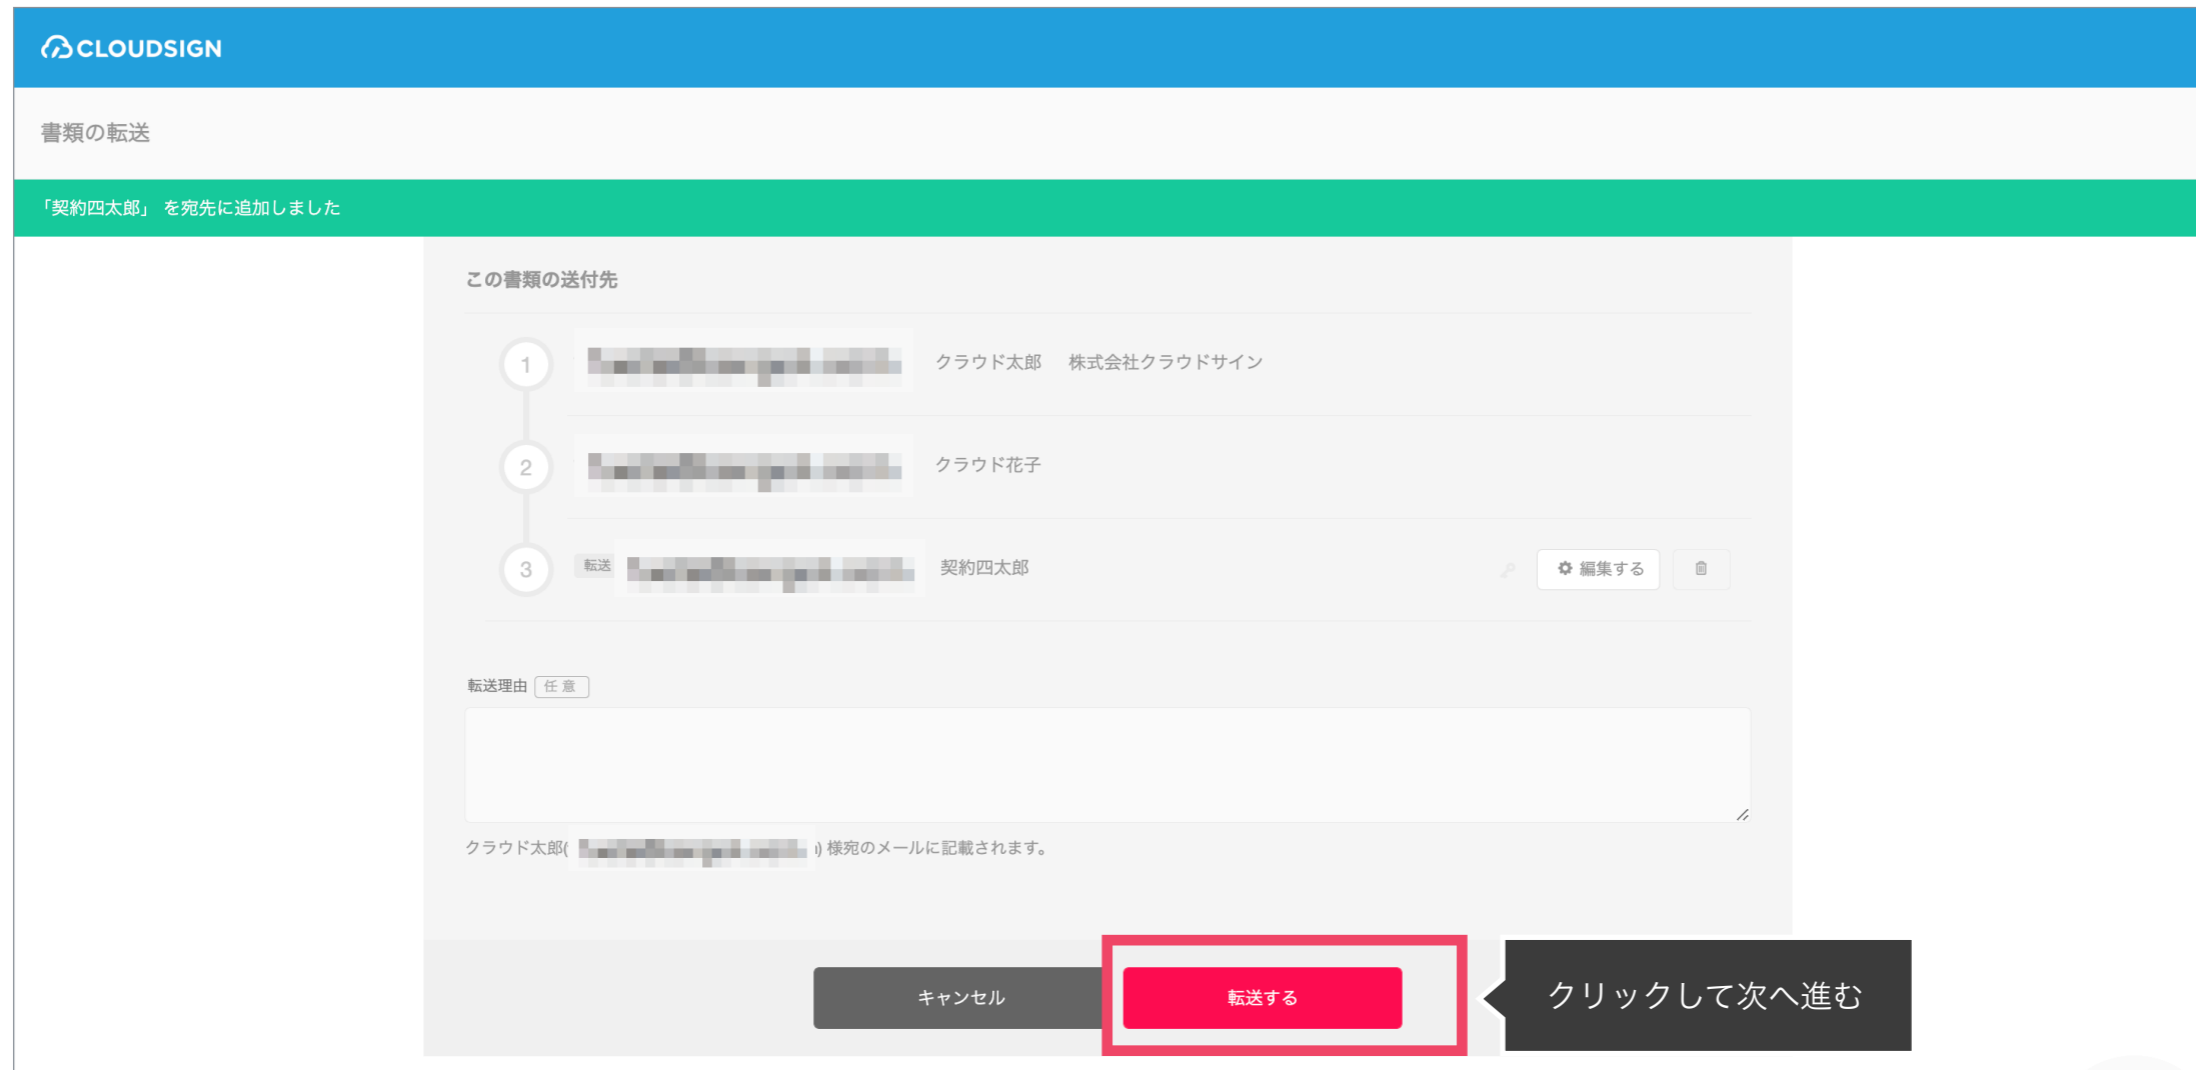 CLOUDSIGN
書類の転送
「契約四太郎」 を宛先に追加しました
この書類の送付先
1 クラウド太郎 株式会社クラウドサイン
2 クラウド花子
3 転送 契約四太郎 編集する
転送理由 任意
クラウド太郎( ) 様宛のメールに記載されます。
キャンセル 転送する クリックして次へ進む